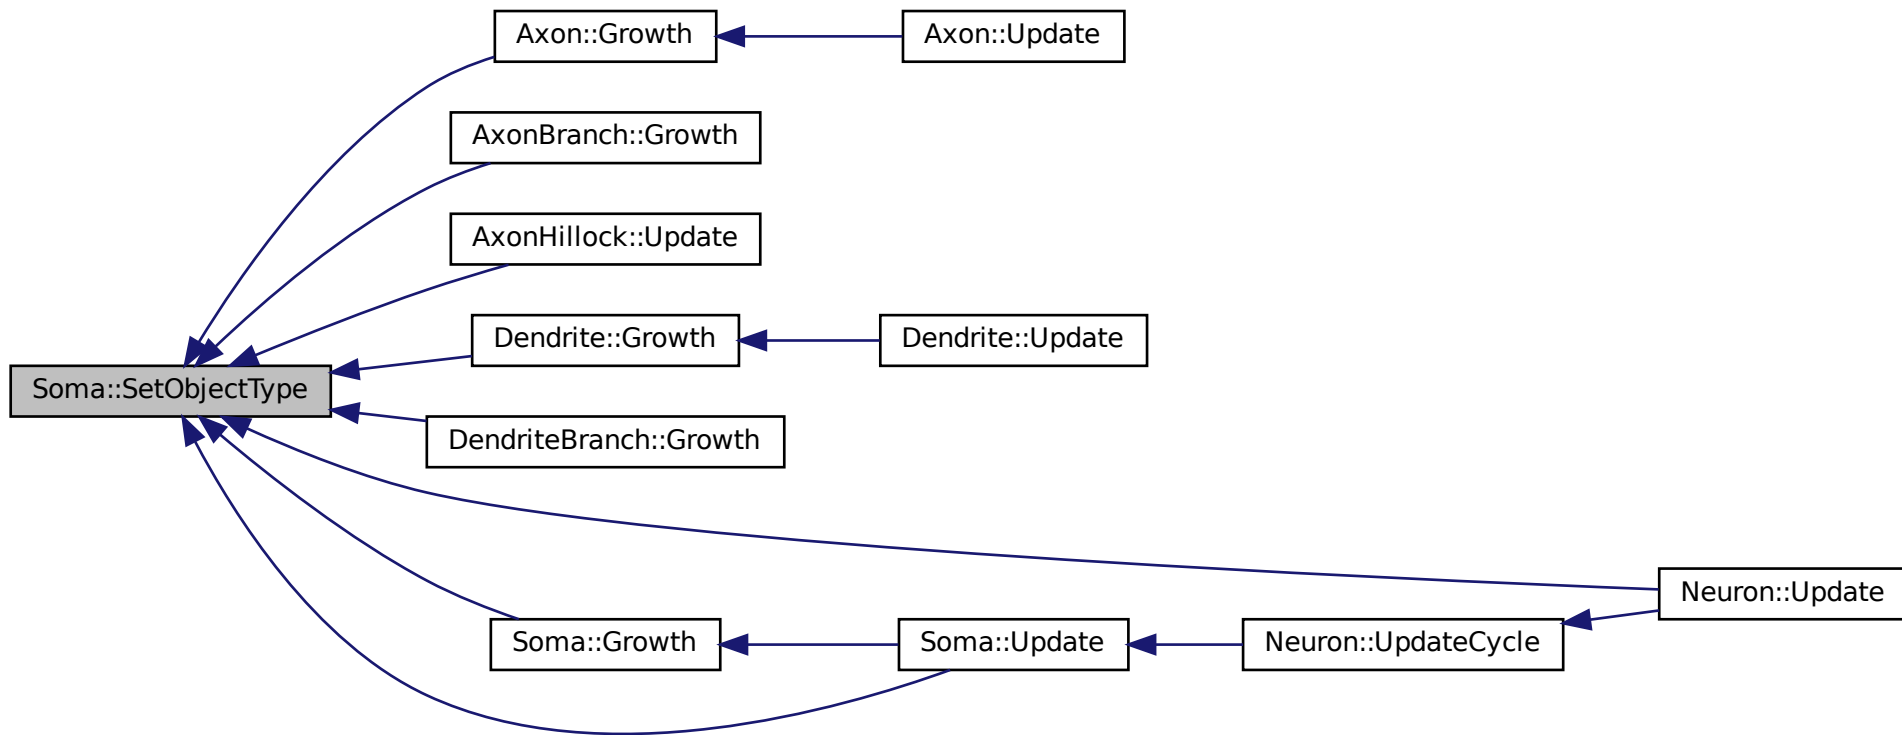 Axon::Growth
Axon::Update
AxonBranch::Growth
AxonHillock::Update
Dendrite::Growth
Dendrite::Update
Soma::SetObjectType
DendriteBranch::Growth
Neuron::Update
Soma::Growth
Soma::Update
Neuron::UpdateCycle